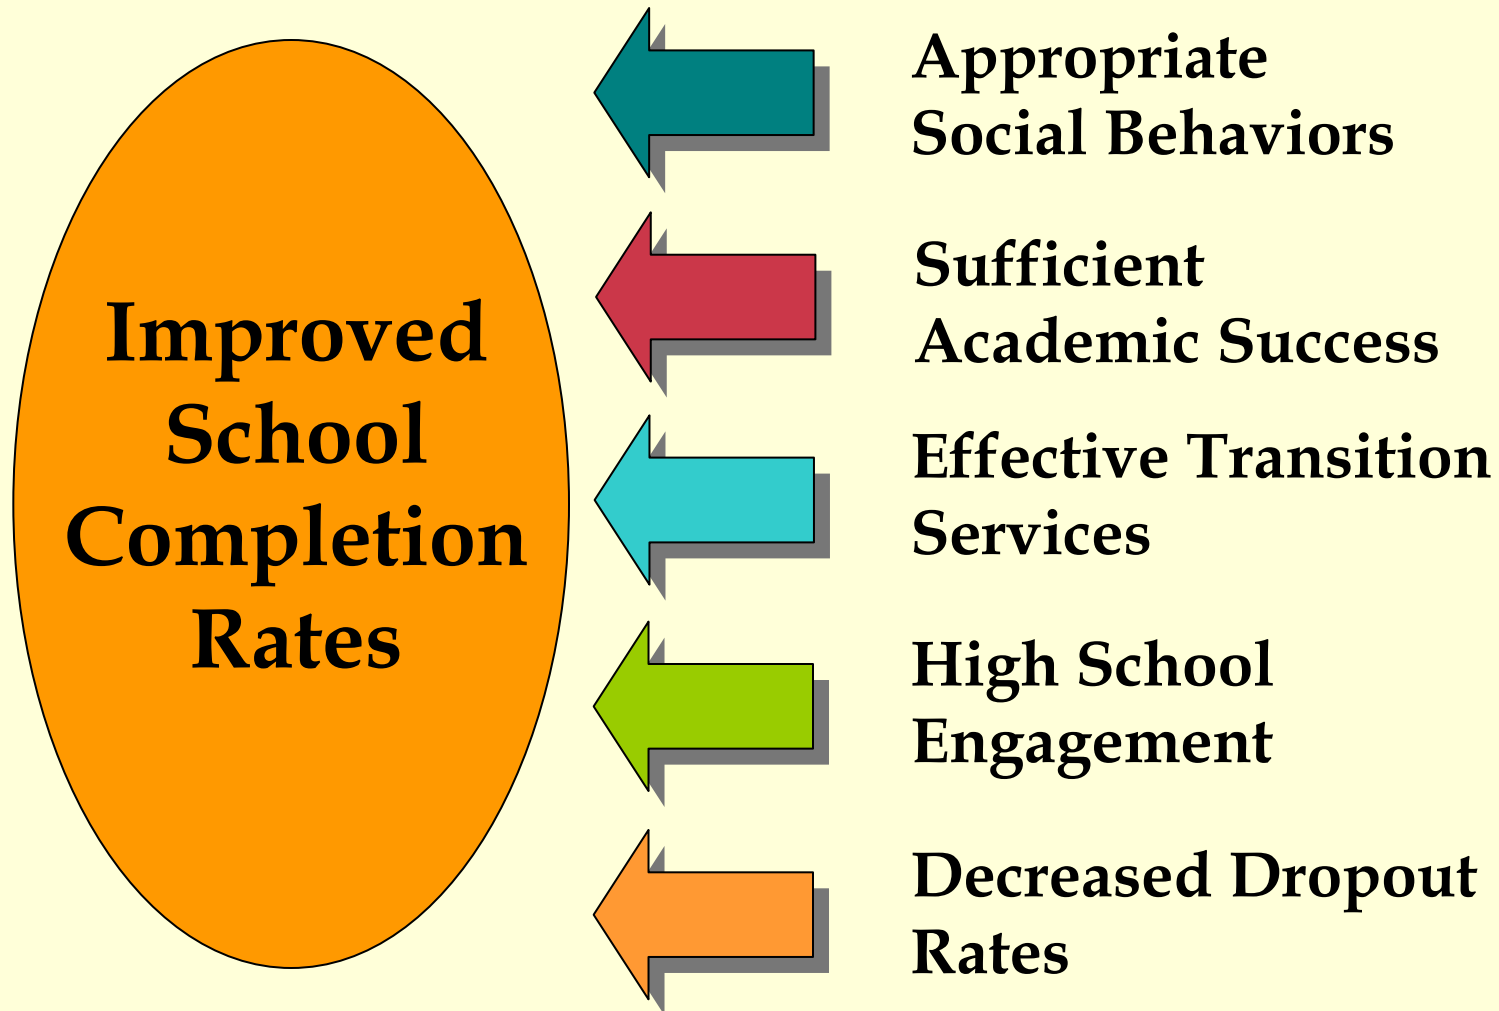 Improved
School
Completion
Rates
Appropriate
Social Behaviors
Sufficient
Academic Success
Effective Transition
Services
High School
Engagement
Decreased Dropout
Rates